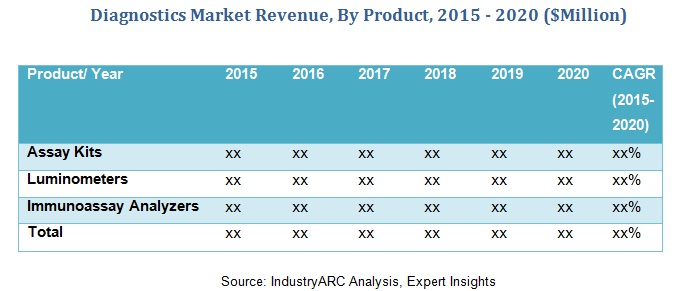 Diagnostics Market Revenue, By Product, 2015 - 2020 ($Million)
Product/ Year 2015 2016 2017 2018 2019 2020 CAGR (2015-2020)
Assay Kits xx xx xx xx xx xx xx%
Luminometers xx xx xx xx xx xx xx%
Immunoassay Analyzers xx xx xx xx xx xx xx%
Total xx xx xx xx xx xx xx%
Source: IndustryARC Analysis, Expert Insights